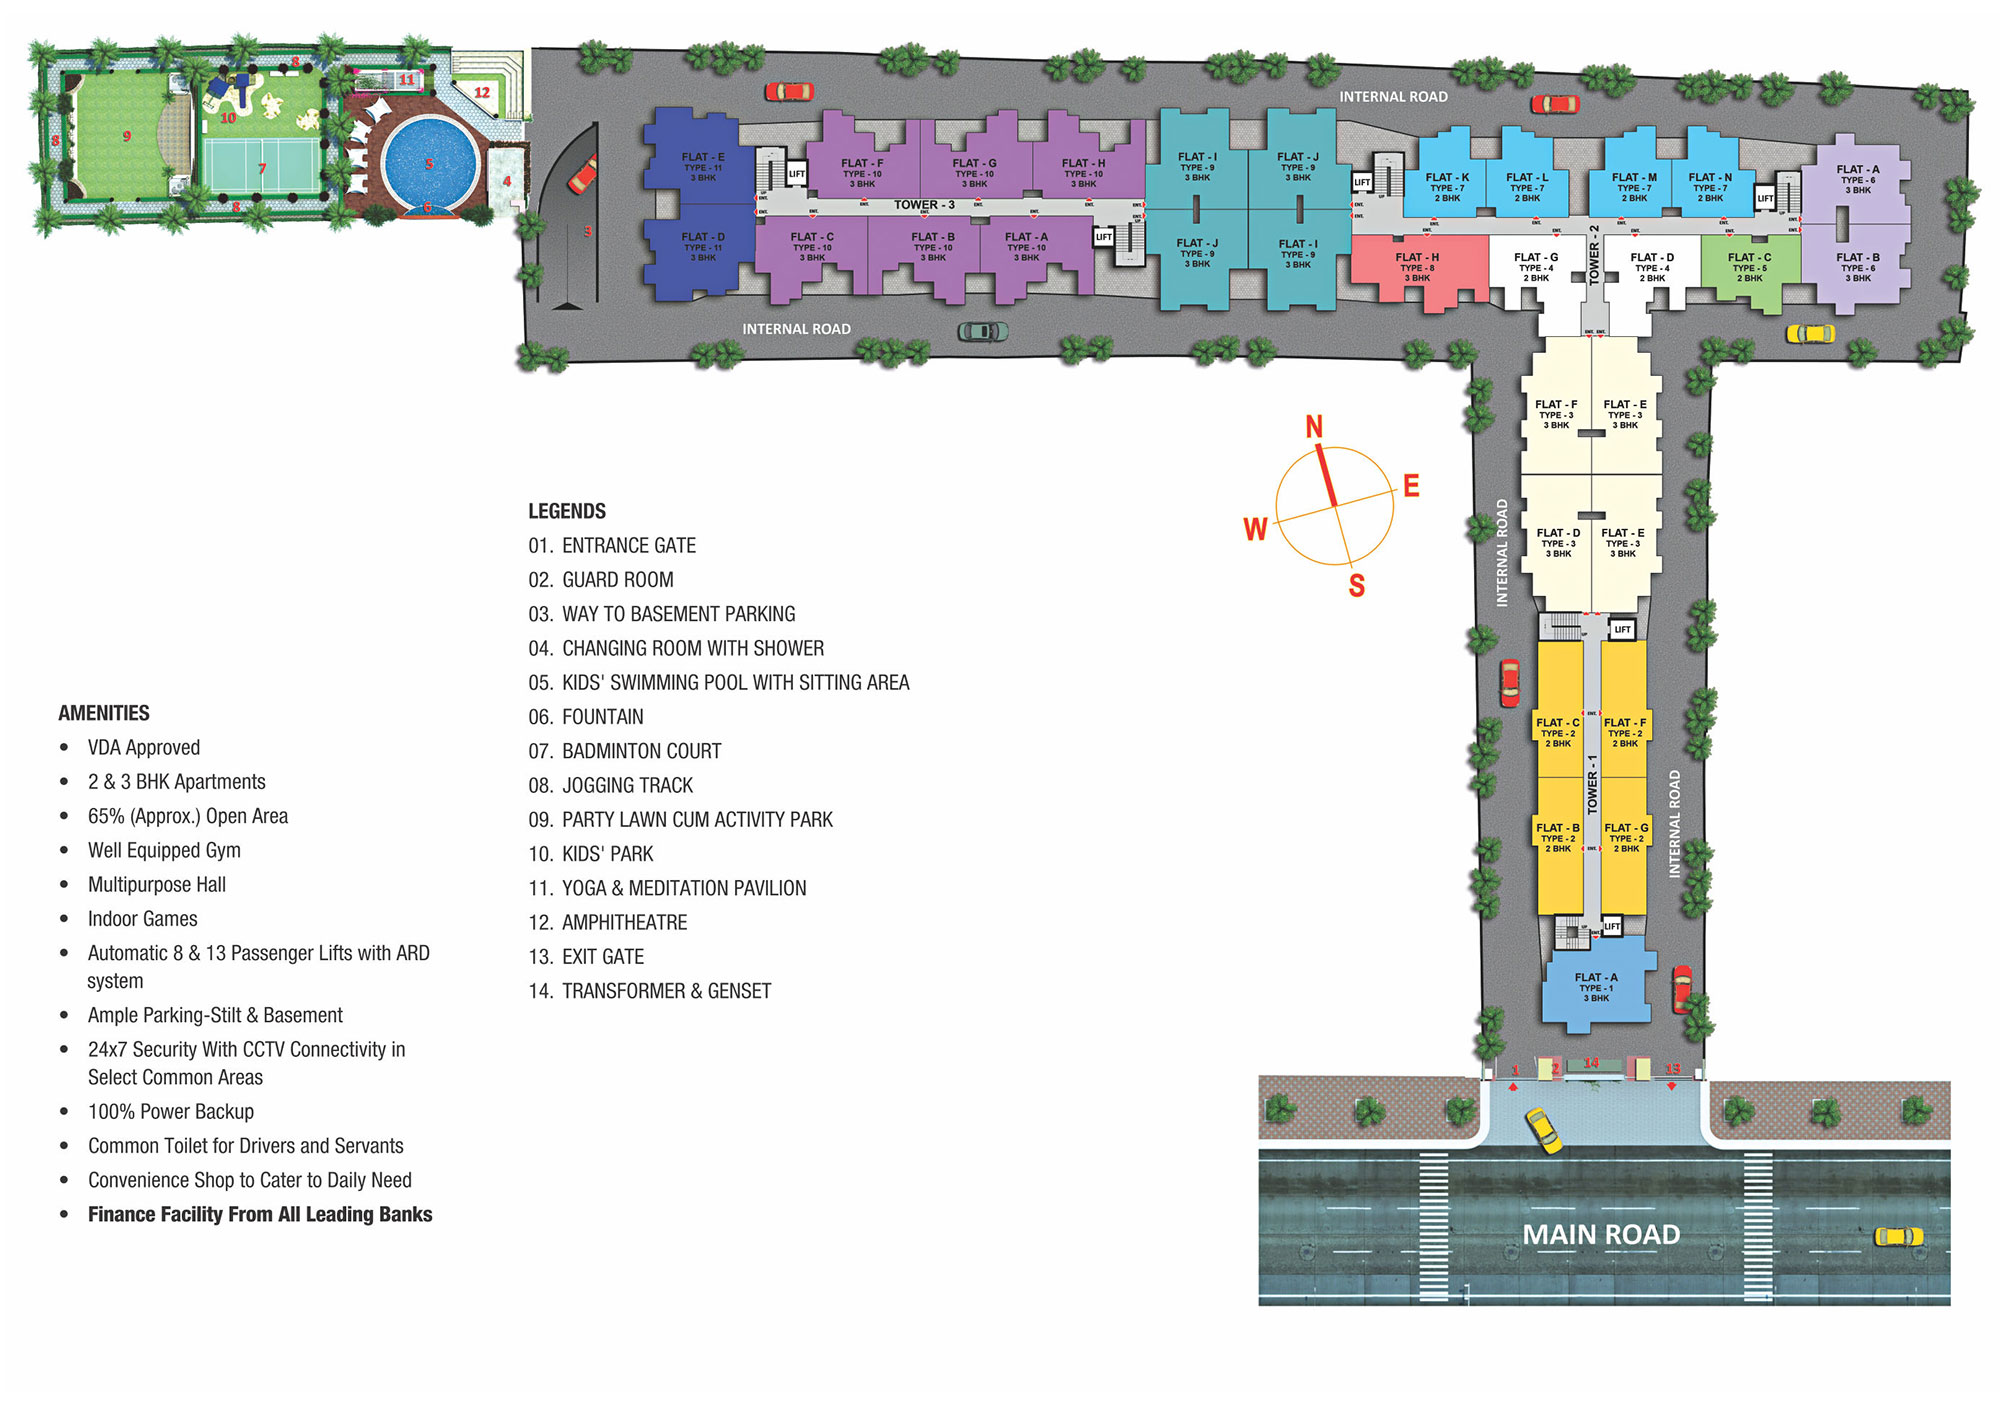 8
11
12
9
10
8
7
5
4
8
6
3
INTERNAL ROAD
FLAT - E
TYPE - 11
3 BHK
FLAT - F
TYPE - 10
3 BHK
FLAT - G
TYPE - 10
3 BHK
FLAT - H
TYPE - 10
3 BHK
FLAT - I
TYPE - 9
3 BHK
FLAT - J
TYPE - 9
3 BHK
FLAT - K
TYPE - 7
2 BHK
FLAT - L
TYPE - 7
2 BHK
FLAT - M
TYPE - 7
2 BHK
FLAT - N
TYPE - 7
2 BHK
FLAT - A
TYPE - 6
3 BHK
LIFT
UP
ENT.
LIFT
UP
LIFT
UP
TOWER - 3
TOWER - 2
FLAT - D
TYPE - 11
3 BHK
FLAT - C
TYPE - 10
3 BHK
FLAT - B
TYPE - 10
3 BHK
FLAT - A
TYPE - 10
3 BHK
LIFT
UP
FLAT - J
TYPE - 9
3 BHK
FLAT - I
TYPE - 9
3 BHK
FLAT - H
TYPE - 8
3 BHK
FLAT - G
TYPE - 4
2 BHK
FLAT - D
TYPE - 4
2 BHK
FLAT - C
TYPE - 5
2 BHK
FLAT - B
TYPE - 6
3 BHK
INTERNAL ROAD
ENT. ENT.
FLAT - F
TYPE - 3
3 BHK
FLAT - E
TYPE - 3
3 BHK
FLAT - D
TYPE - 3
3 BHK
FLAT - E
TYPE - 3
3 BHK
INTERNAL ROAD
UP
LIFT
FLAT - C
TYPE - 2
2 BHK
ENT.
FLAT - F
TYPE - 2
2 BHK
TOWER - 1
FLAT - B
TYPE - 2
2 BHK
ENT.
FLAT - G
TYPE - 2
2 BHK
INTERNAL ROAD
UP
LIFT
ENT.
FLAT - A
TYPE - 1
3 BHK
1
2
14
13
MAIN ROAD
N
E
W
S
LEGENDS
01. ENTRANCE GATE
02. GUARD ROOM
03. WAY TO BASEMENT PARKING
04. CHANGING ROOM WITH SHOWER
05. KIDS' SWIMMING POOL WITH SITTING AREA
06. FOUNTAIN
07. BADMINTON COURT
08. JOGGING TRACK
09. PARTY LAWN CUM ACTIVITY PARK
10. KIDS' PARK
11. YOGA & MEDITATION PAVILION
12. AMPHITHEATRE
13. EXIT GATE
14. TRANSFORMER & GENSET
AMENITIES
• VDA Approved
• 2 & 3 BHK Apartments
• 65% (Approx.) Open Area
• Well Equipped Gym
• Multipurpose Hall
• Indoor Games
• Automatic 8 & 13 Passenger Lifts with ARD
system
• Ample Parking-Stilt & Basement
• 24x7 Security With CCTV Connectivity in
Select Common Areas
• 100% Power Backup
• Common Toilet for Drivers and Servants
• Convenience Shop to Cater to Daily Need
• Finance Facility From All Leading Banks